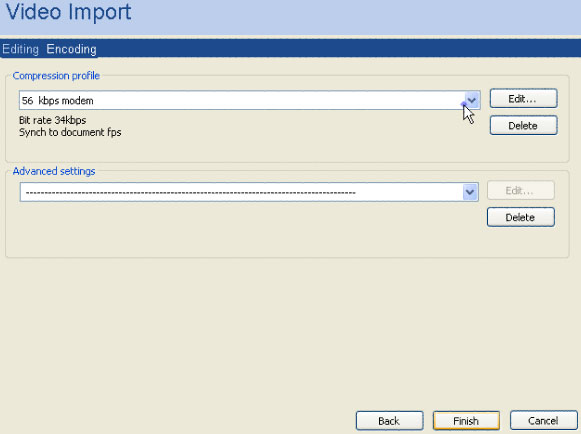 Video Import
Editing Encoding
Compression profile
56 kbps modem
Edit...
Bit rate 34kbps
Synch to document fps
Delete
Advanced settings
--------------------------------------------------------------------------------
Edit...
Delete
Back Finish Cancel